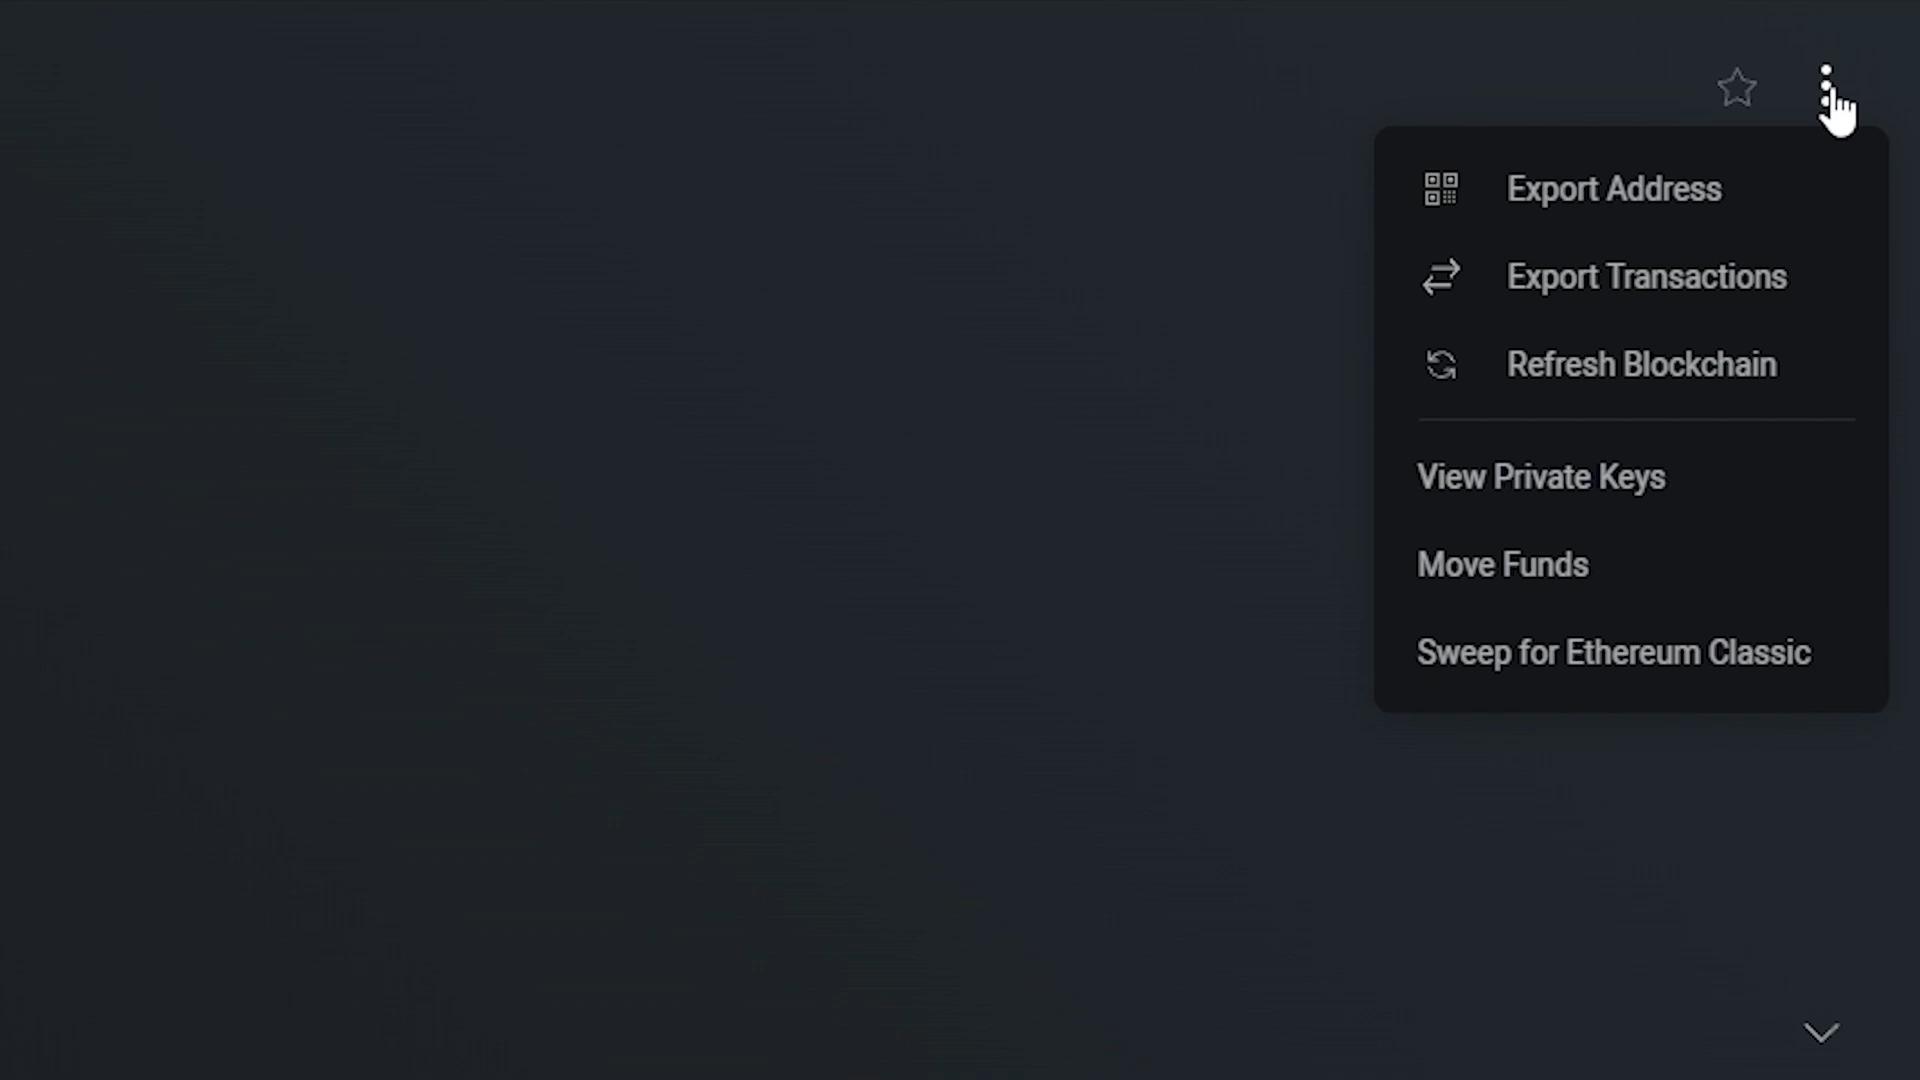 Export Address
Export Transactions
Refresh Blockchain
View Private Keys
Move Funds
Sweep for Ethereum Classic